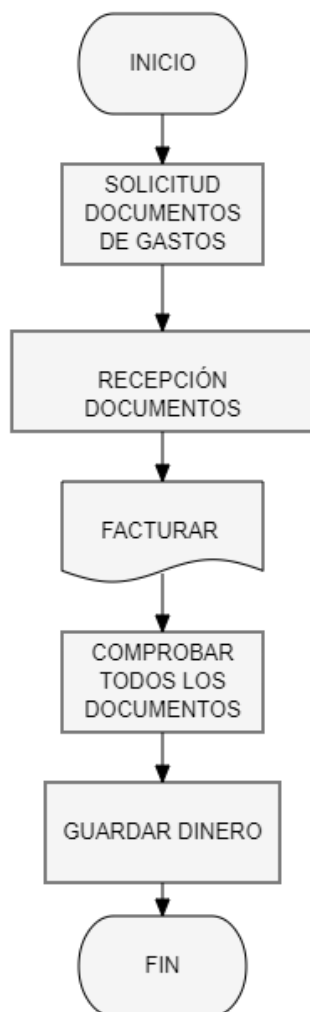 INICIO
SOLICITUD
DOCUMENTOS
DE GASTOS
RECEPCIÓN
DOCUMENTOS
FACTURAR
COMPROBAR
TODOS LOS
DOCUMENTOS
GUARDAR DINERO
FIN